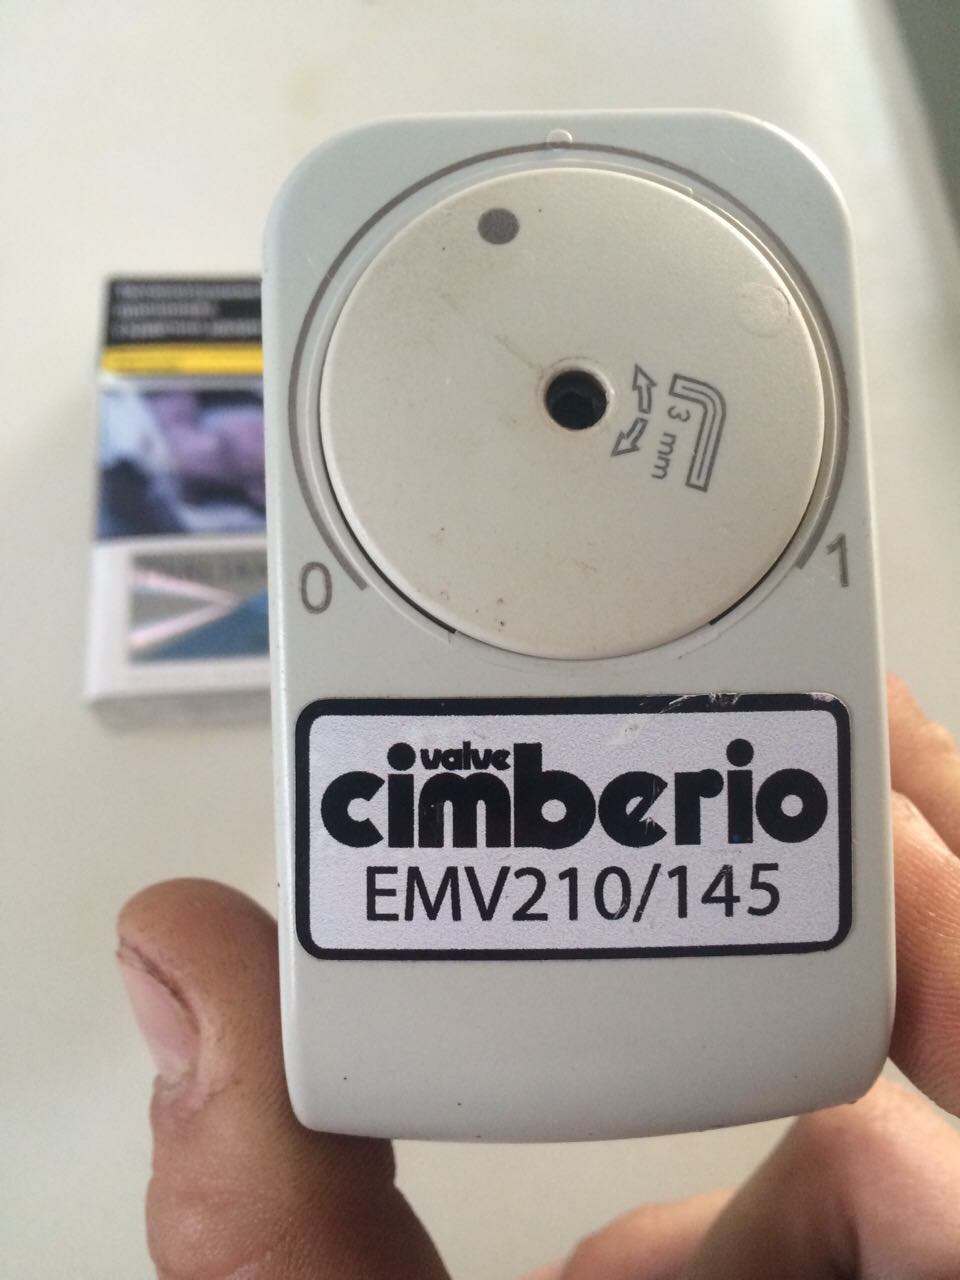 3 mm
0
1
valve
cimberio
EMV210/145